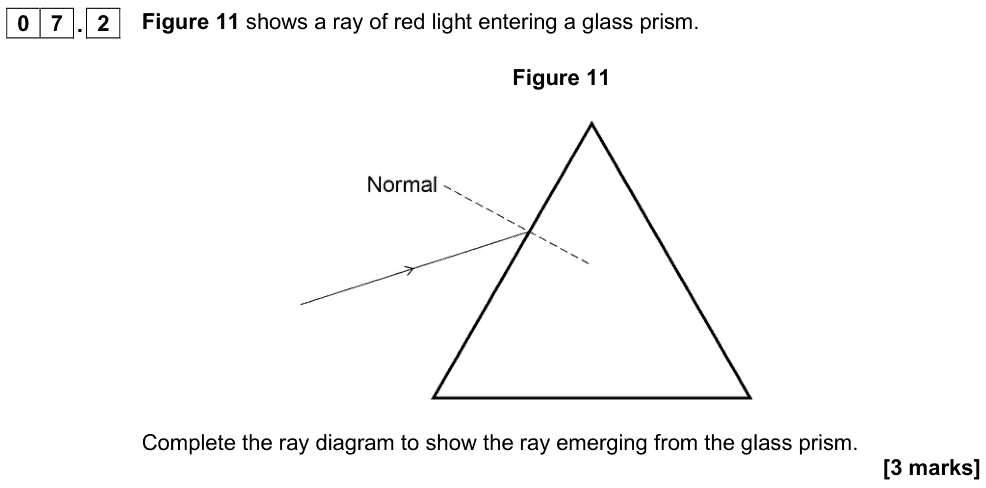 0 7 . 2 Figure 11 shows a ray of red light entering a glass prism.
Figure 11
Normal
Complete the ray diagram to show the ray emerging from the glass prism.
[3 marks]